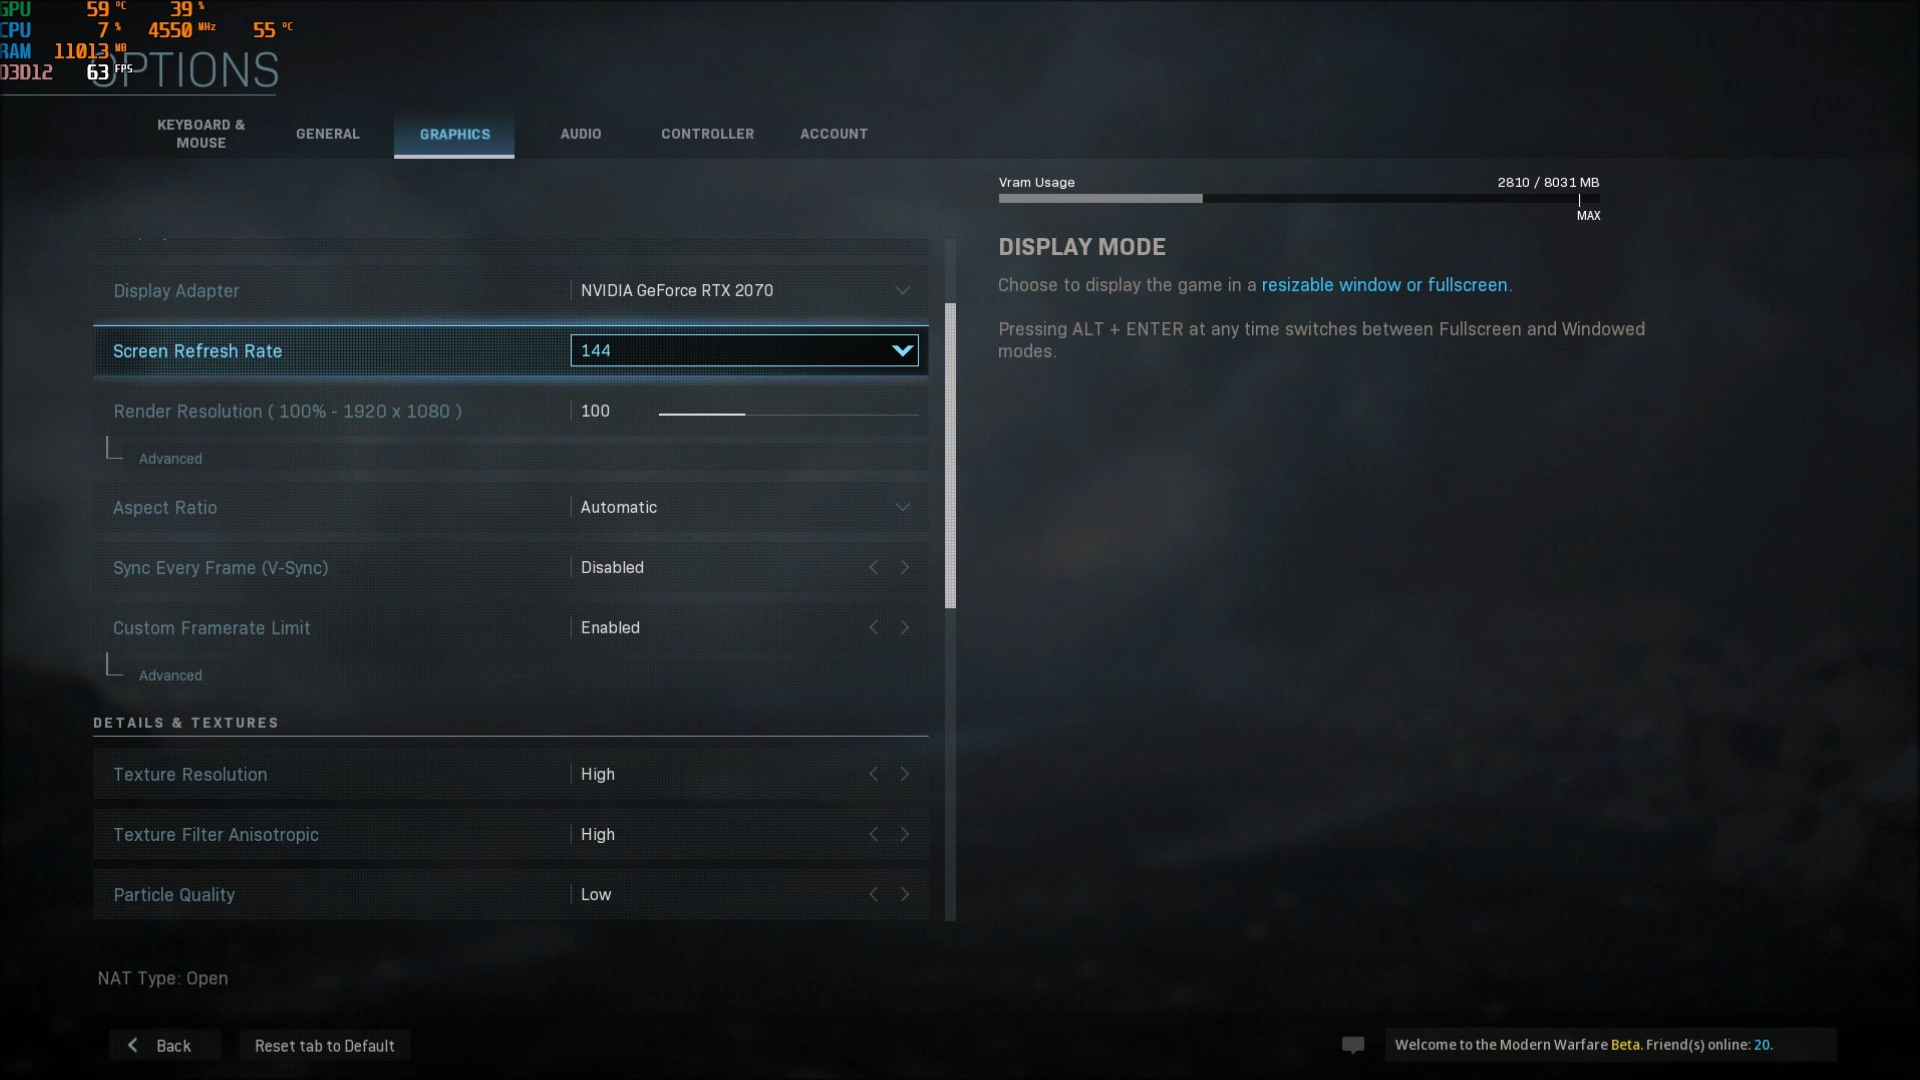 GPU 59 °C 39 %
CPU 7 % 4550 MHz 55 °C
RAM 11013 MB
D3D12 63 FPS
OPTIONS
KEYBOARD & MOUSE
GENERAL
GRAPHICS
AUDIO
CONTROLLER
ACCOUNT
Vram Usage 2810 / 8031 MB
MAX
DISPLAY MODE
Choose to display the game in a resizable window or fullscreen.
Pressing ALT + ENTER at any time switches between Fullscreen and Windowed
modes.
Display Adapter NVIDIA GeForce RTX 2070
Screen Refresh Rate 144
Render Resolution ( 100% - 1920 x 1080 ) 100
Advanced
Aspect Ratio Automatic
Sync Every Frame (V-Sync) Disabled
Custom Framerate Limit Enabled
Advanced
DETAILS & TEXTURES
Texture Resolution High
Texture Filter Anisotropic High
Particle Quality Low
NAT Type: Open
Back
Reset tab to Default
Welcome to the Modern Warfare Beta. Friend(s) online: 20.